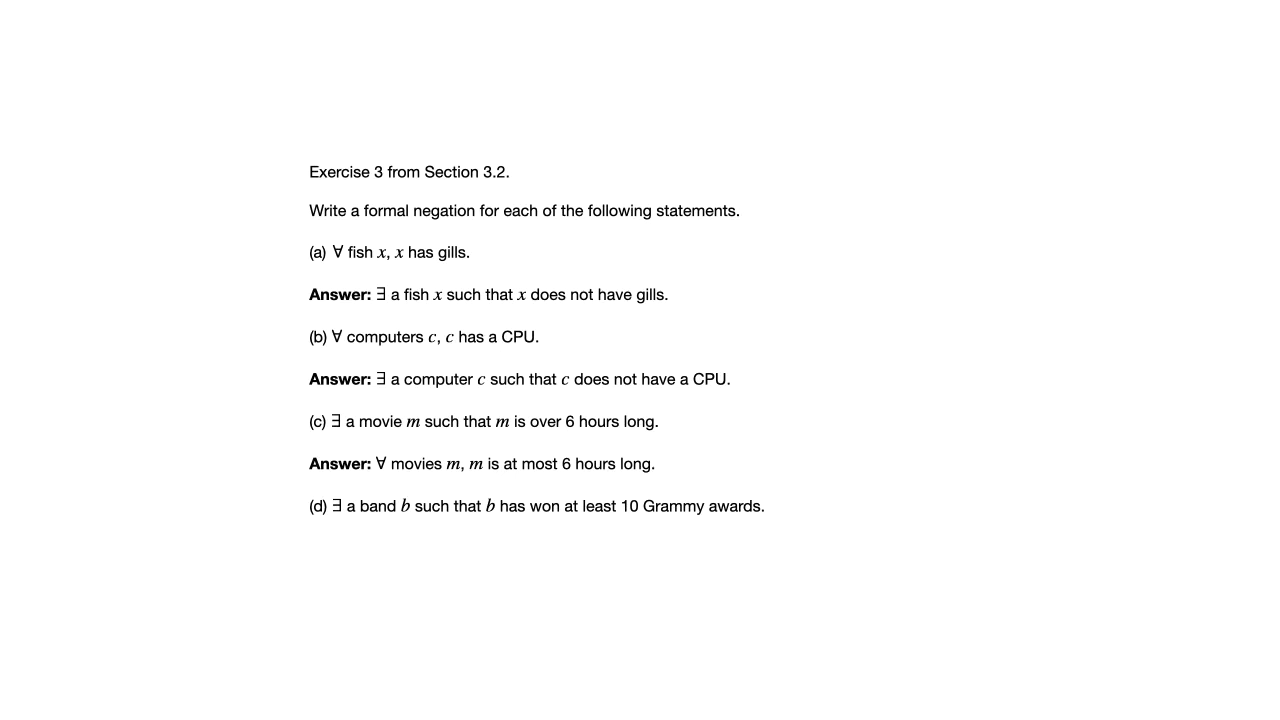 Exercise 3 from Section 3.2.
Write a formal negation for each of the following statements.
(a) ∀ fish x, x has gills.
Answer: ∃ a fish x such that x does not have gills.
(b) ∀ computers c, c has a CPU.
Answer: ∃ a computer c such that c does not have a CPU.
(c) ∃ a movie m such that m is over 6 hours long.
Answer: ∀ movies m, m is at most 6 hours long.
(d) ∃ a band b such that b has won at least 10 Grammy awards.